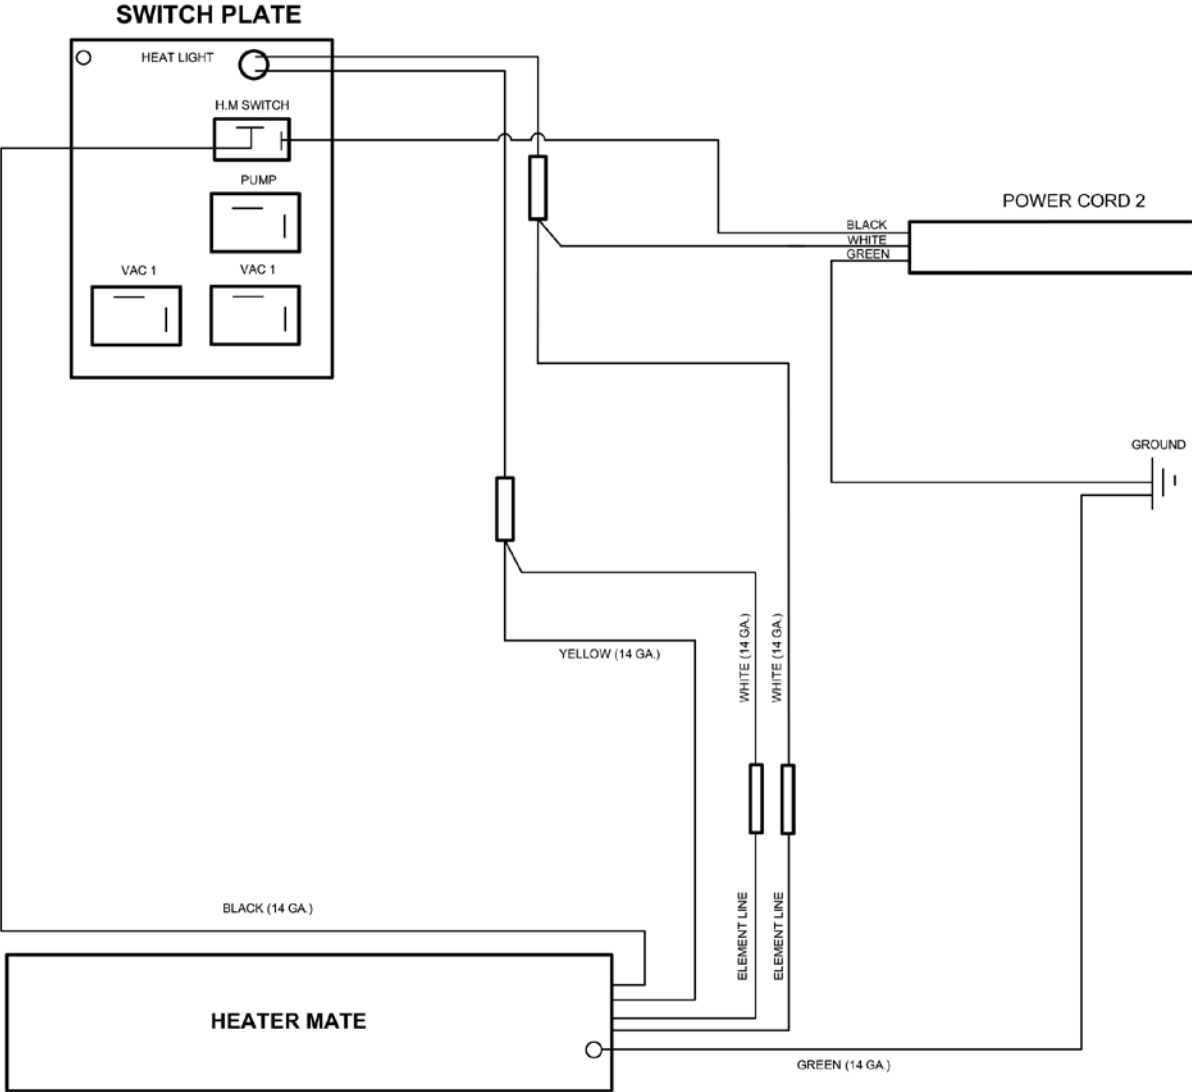 SWITCH PLATE
HEAT LIGHT
H.M SWITCH
PUMP
VAC 1
VAC 1
POWER CORD 2
BLACK
WHITE
GREEN
GROUND
YELLOW (14 GA.)
WHITE (14 GA.)
WHITE (14 GA.)
BLACK (14 GA.)
ELEMENT LINE
ELEMENT LINE
HEATER MATE
GREEN (14 GA.)